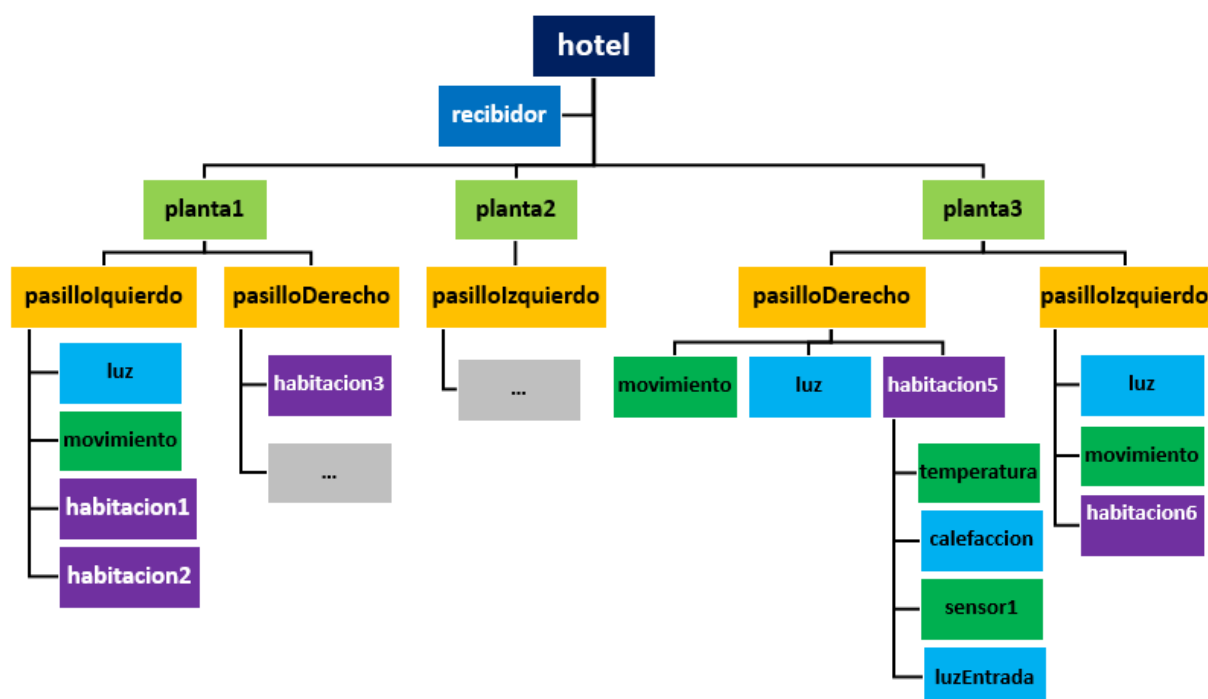 hotel
recibidor
planta1
planta2
planta3
pasilloIquierdo
pasilloDerecho
pasilloIzquierdo
pasilloDerecho
pasilloIzquierdo
luz
movimiento
habitacion1
habitacion2
habitacion3
...
...
movimiento
luz
habitacion5
temperatura
calefaccion
sensor1
luzEntrada
luz
movimiento
habitacion6